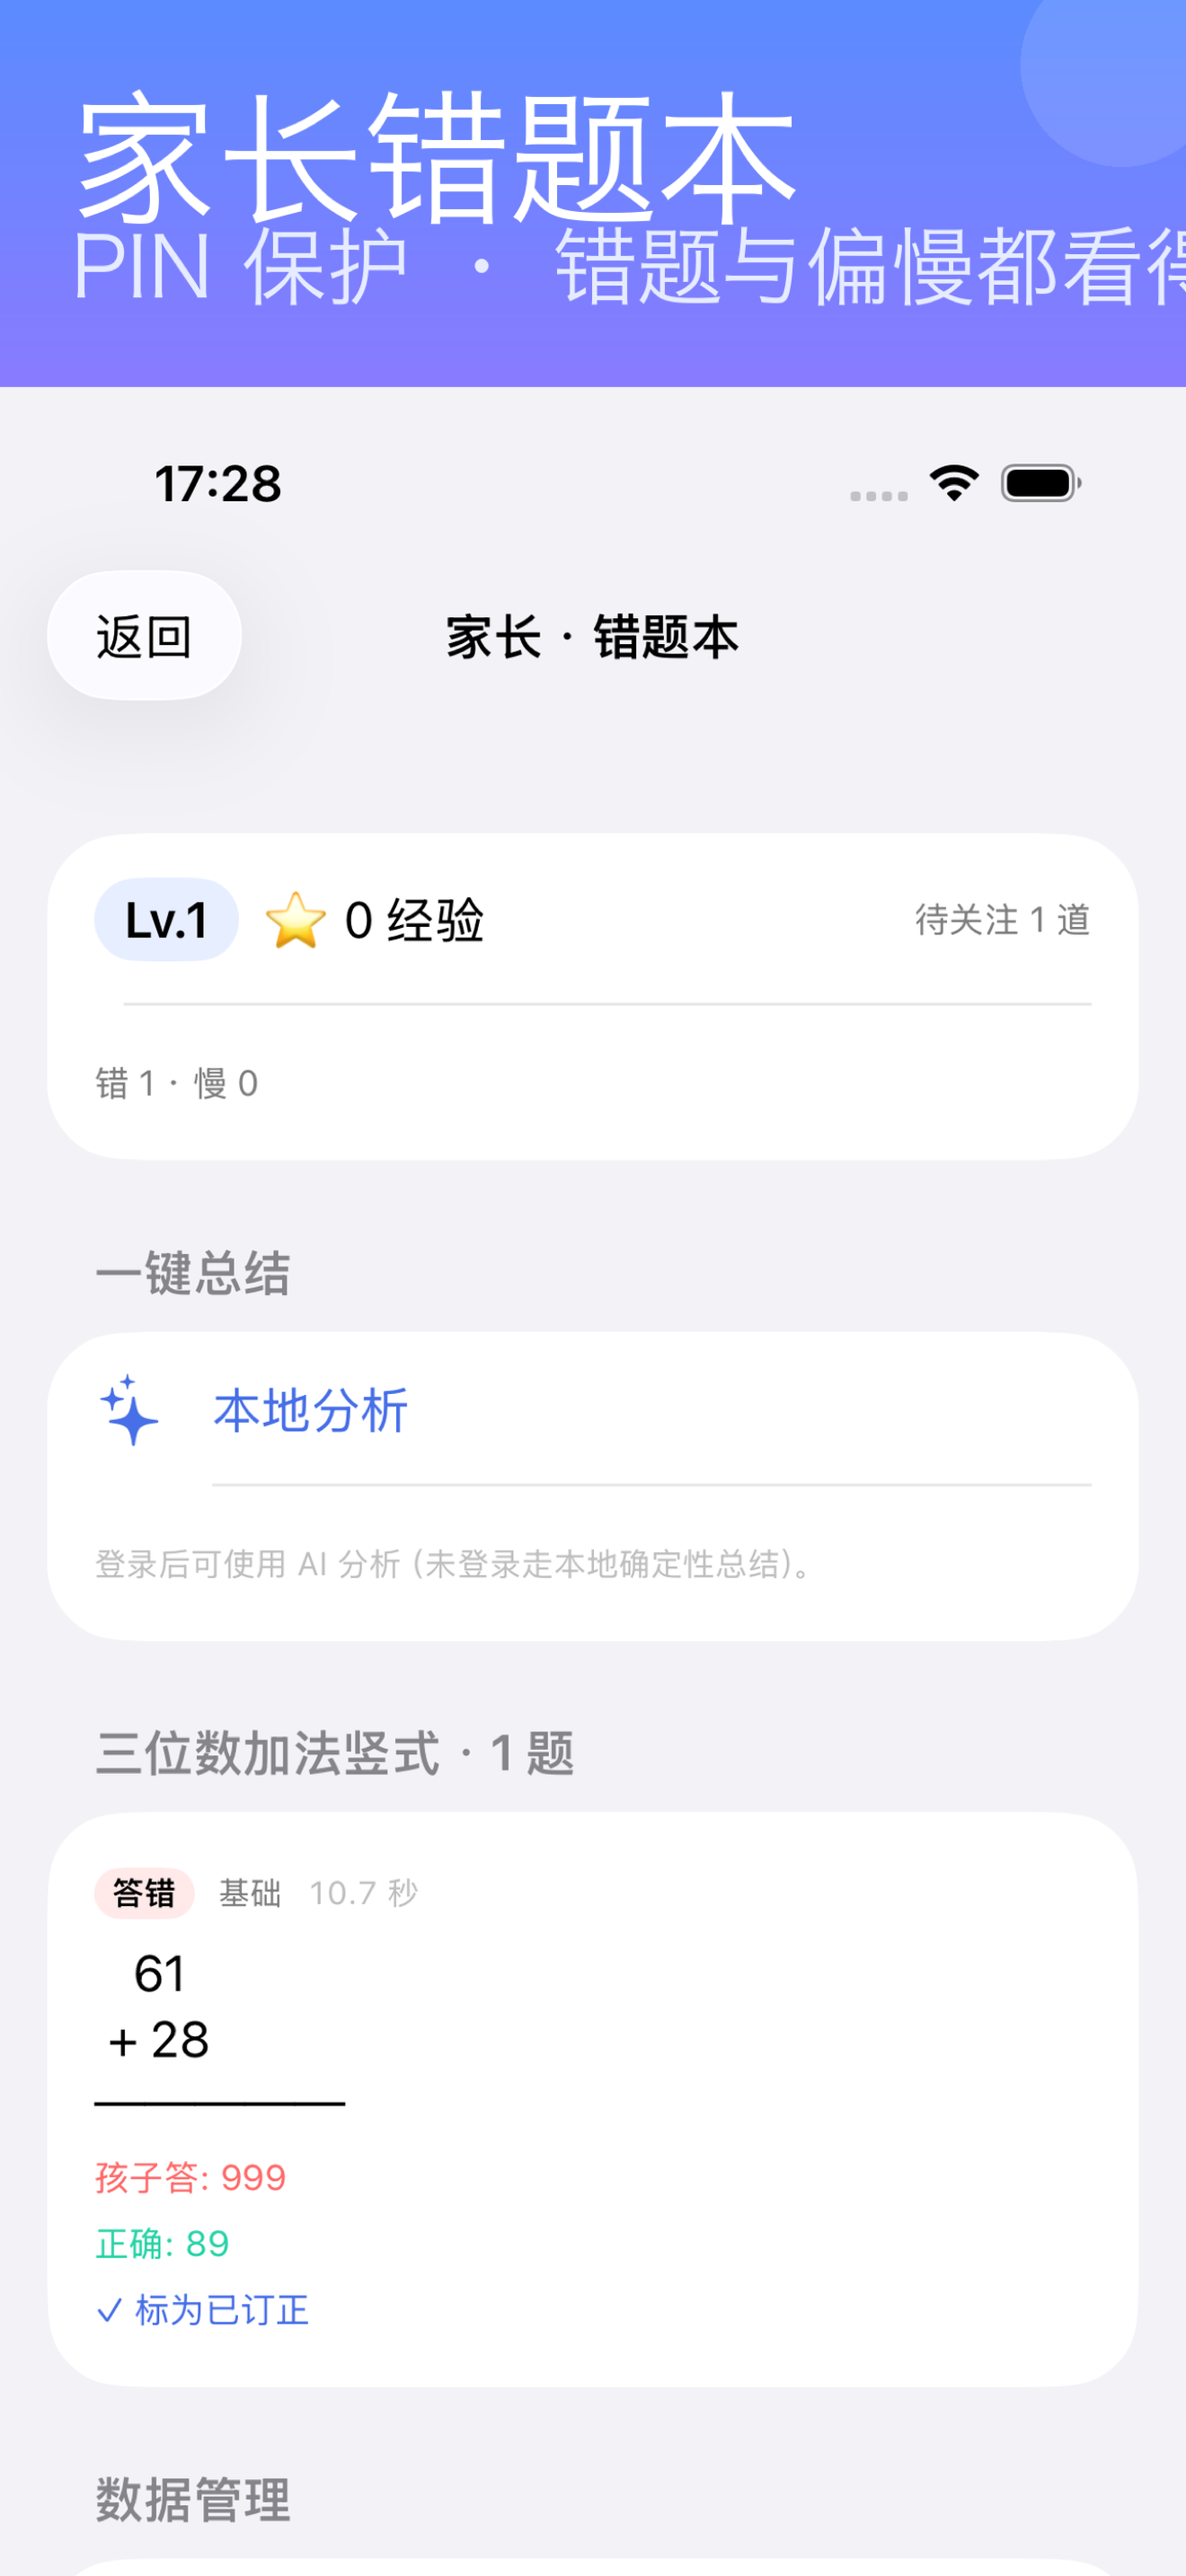 家长错题本
PIN 保护 · 错题与偏慢都看得
17:28
返回
家长 · 错题本
Lv.1 ⭐ 0 经验
待关注 1 道
错 1 · 慢 0
一键总结
本地分析
登录后可使用 AI 分析（未登录走本地确定性总结）。
三位数加法竖式 · 1 题
答错 基础 10.7 秒
61
+ 28
孩子答: 999
正确: 89
✓ 标为已订正
数据管理